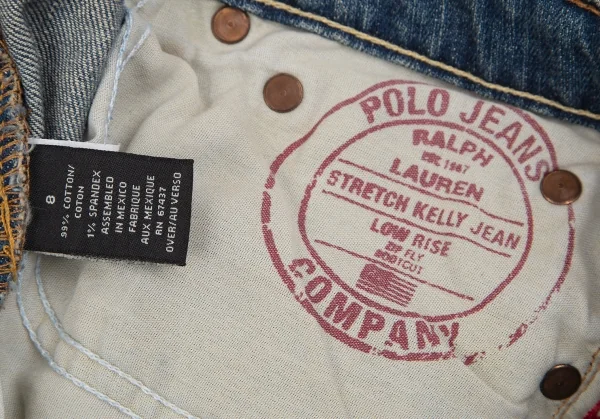 8
99% COTTON/
COTON
1% SPANDEX
ASSEMBLED
IN MEXICO
FABRIQUE
AUX MEXIQUE
RN 67437
OVER/AU VERSO
POLO JEANS
RALPH
1967
LAUREN
STRETCH KELLY JEAN
LOW RISE
ZIP FLY
BOOTCUT
COMPANY